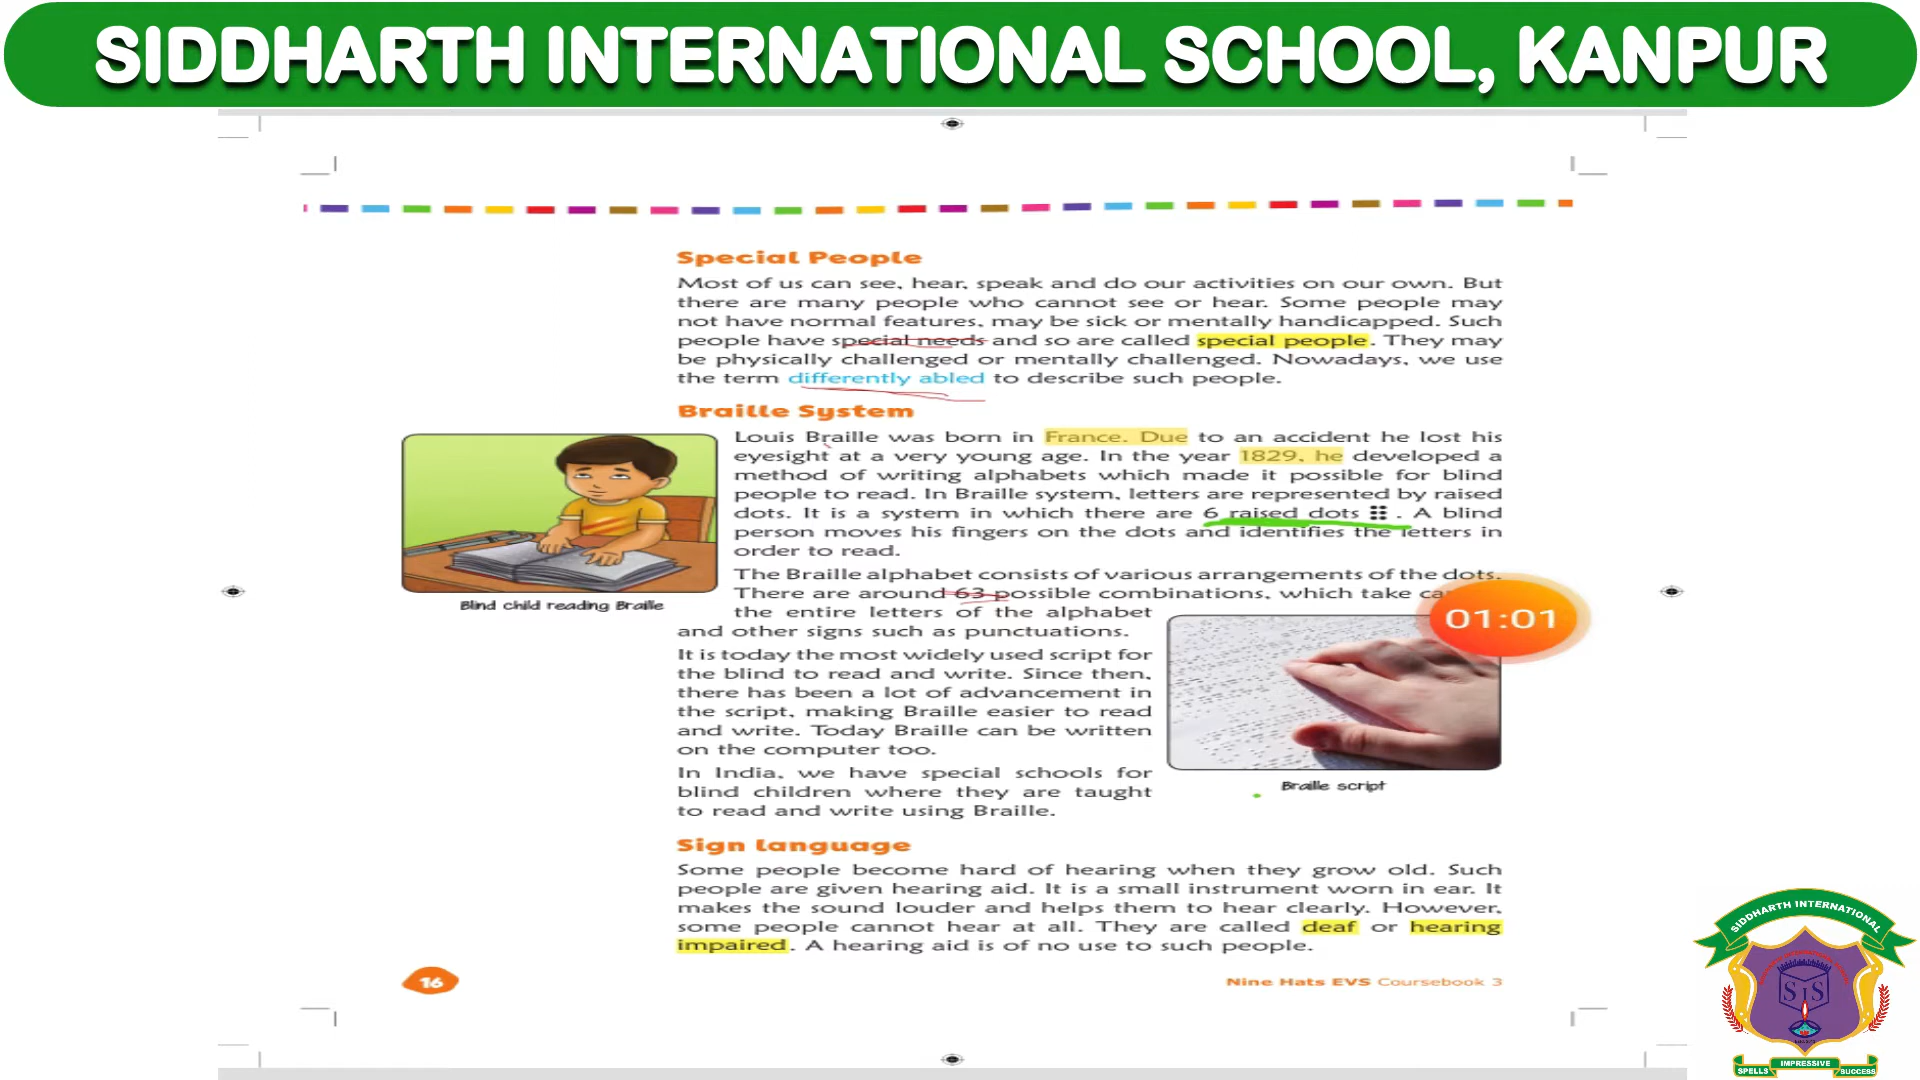 SIDDHARTH INTERNATIONAL SCHOOL, KANPUR
Special People
Most of us can see, hear, speak and do our activities on our own. But
there are many people who cannot see or hear. Some people may
not have normal features, may be sick or mentally handicapped. Such
people have special needs and so are called special people. They may
be physically challenged or mentally challenged. Nowadays, we use
the term differently abled to describe such people.
Braille System
Louis Braille was born in France. Due to an accident he lost his
eyesight at a very young age. In the year 1829, he developed a
method of writing alphabets which made it possible for blind
people to read. In Braille system, letters are represented by raised
dots. It is a system in which there are 6 raised dots ⠿ . A blind
person moves his fingers on the dots and identifies the letters in
order to read.
Blind child reading Braille
The Braille alphabet consists of various arrangements of the dots.
There are around 63 possible combinations, which take
the entire letters of the alphabet
and other signs such as punctuations.
01:01
It is today the most widely used script for
the blind to read and write. Since then,
there has been a lot of advancement in
the script, making Braille easier to read
and write. Today Braille can be written
on the computer too.
In India, we have special schools for
blind children where they are taught
to read and write using Braille.
Braille script
Sign Language
Some people become hard of hearing when they grow old. Such
people are given hearing aid. It is a small instrument worn in ear. It
makes the sound louder and helps them to hear clearly. However,
some people cannot hear at all. They are called deaf or hearing
impaired. A hearing aid is of no use to such people.
16
Nine Hats EVS Coursebook 3
SIDDHARTH INTERNATIONAL
SIS
SPELLS IMPRESSIVE SUCCESS